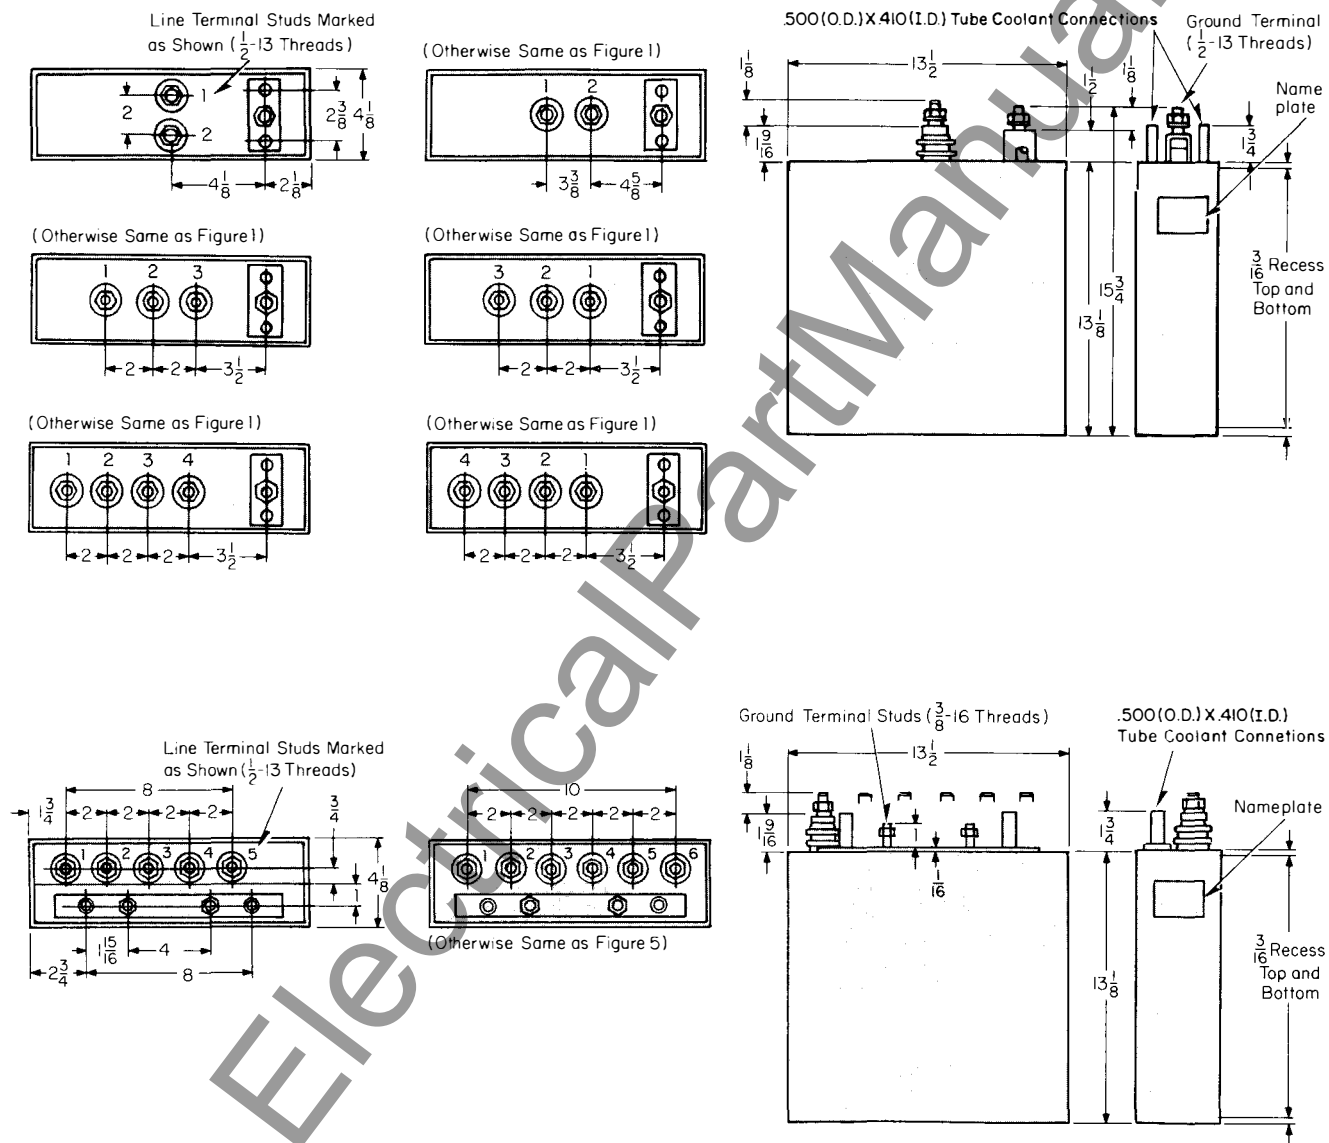 Line Terminal Studs Marked
as Shown (1/2-13 Threads)
1
2
2
2 3/8
4 1/8
4 1/8
2 1/8
(Otherwise Same as Figure 1)
1 2
3 3/8
4 5/8
(Otherwise Same as Figure 1)
1 2 3
2 2 3 1/2
(Otherwise Same as Figure 1)
3 2 1
2 2 3 1/2
(Otherwise Same as Figure 1)
1 2 3 4
2 2 2 3 1/2
(Otherwise Same as Figure 1)
4 3 2 1
2 2 2 3 1/2
.500(O.D.)X.410(I.D.) Tube Coolant Connections
Ground Terminal
(1/2-13 Threads)
Name
plate
13 1/2
1 1/8
1 9/16
1 1/2
1 1/8
1 3/4
15 3/4
13 1/8
3/16 Recess
Top and
Bottom
Line Terminal Studs Marked
as Shown (1/2-13 Threads)
8
1 3/4
2 2 2 2
3/4
1 2 3 4 5
4 1/8
1
1 15/16
4
2 3/4
8
10
2 2 2 2 2
1 2 3 4 5 6
(Otherwise Same as Figure 5)
Ground Terminal Studs (3/8-16 Threads)
13 1/2
1 1/8
1 9/16
1
1/16
13 1/8
.500(O.D.)X.410(I.D.)
Tube Coolant Connetions
1 3/4
Nameplate
3/16 Recess
Top and
Bottom
ElectricalPartManua